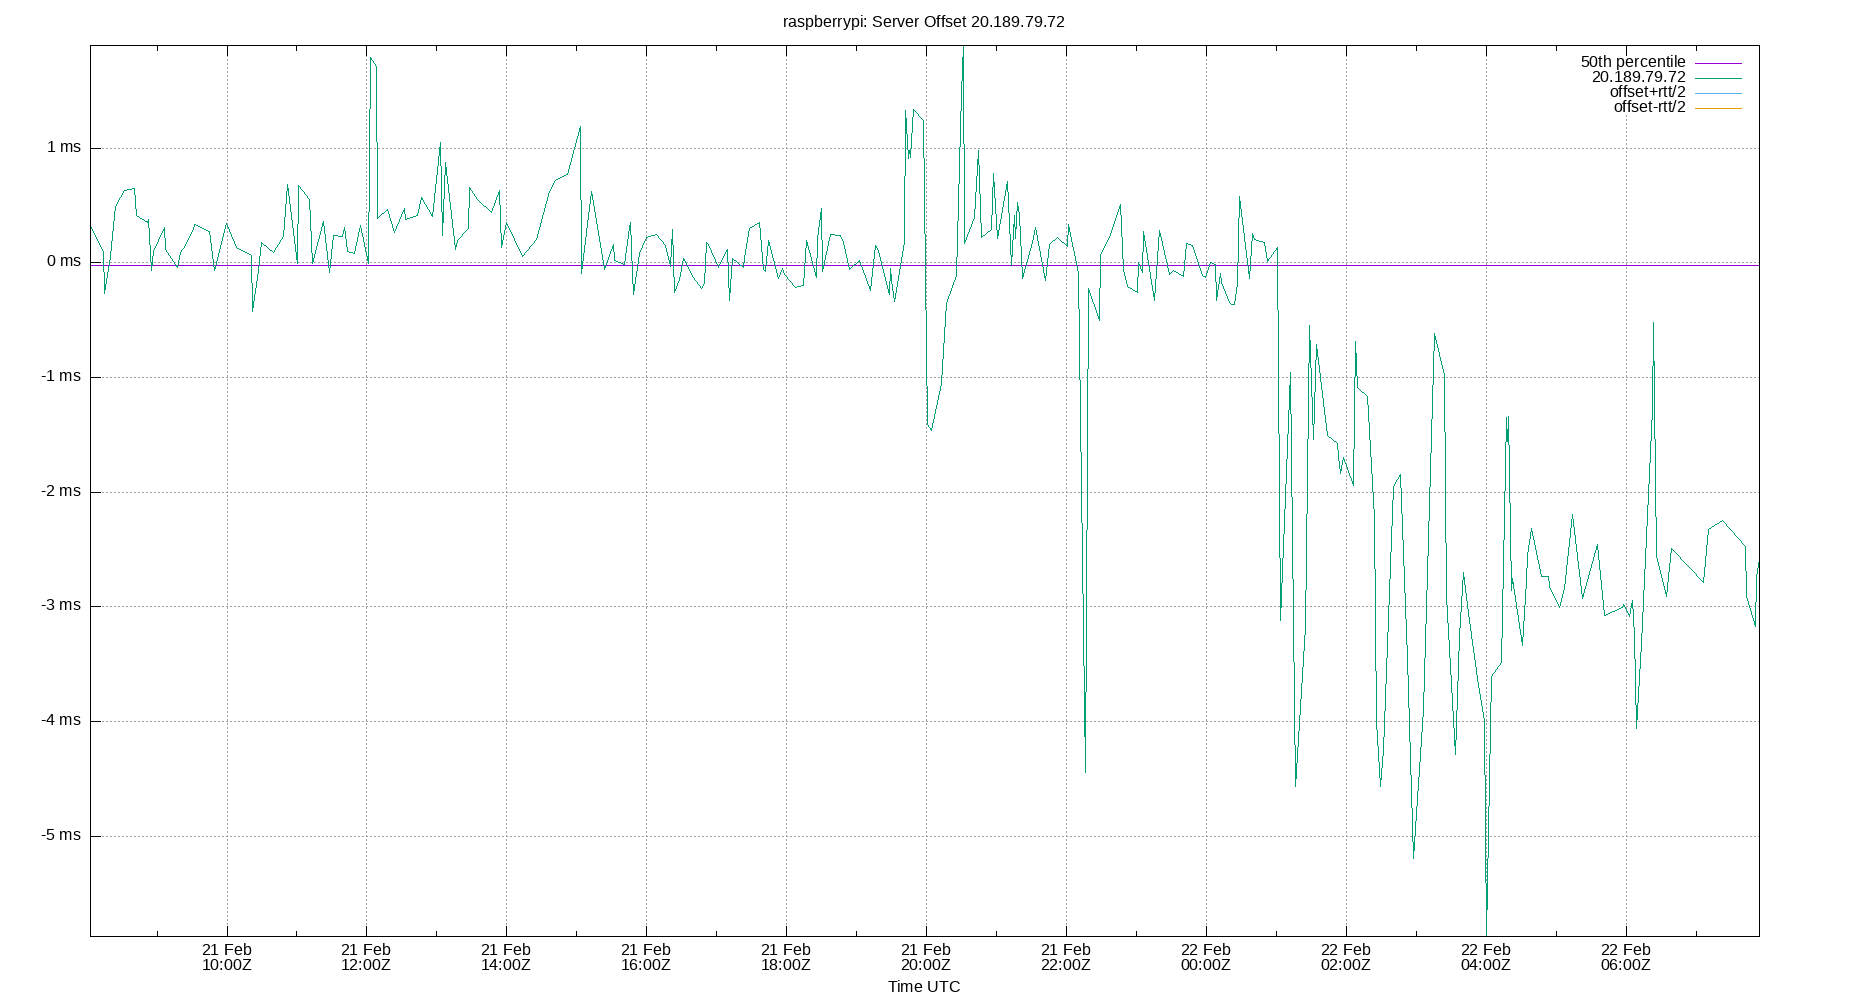 raspberrypi: Server Offset 20.189.79.72
50th percentile
20.189.79.72
offset+rtt/2
offset-rtt/2
1 ms
0 ms
-1 ms
-2 ms
-3 ms
-4 ms
-5 ms
21 Feb 21 Feb 21 Feb 21 Feb 21 Feb 21 Feb 21 Feb 22 Feb 22 Feb 22 Feb 22 Feb
10:00Z 12:00Z 14:00Z 16:00Z 18:00Z 20:00Z 22:00Z 00:00Z 02:00Z 04:00Z 06:00Z
Time UTC